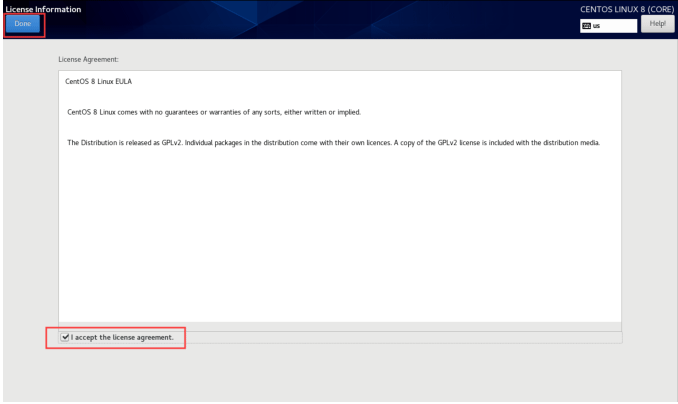 License Information
CENTOS LINUX 8 (CORE)
Done
us
Help!
License Agreement:
CentOS 8 Linux EULA
CentOS 8 Linux comes with no guarantees or warranties of any sorts, either written or implied.
The Distribution is released as GPLv2. Individual packages in the distribution come with their own licences. A copy of the GPLv2 license is included with the distribution media.
I accept the license agreement.